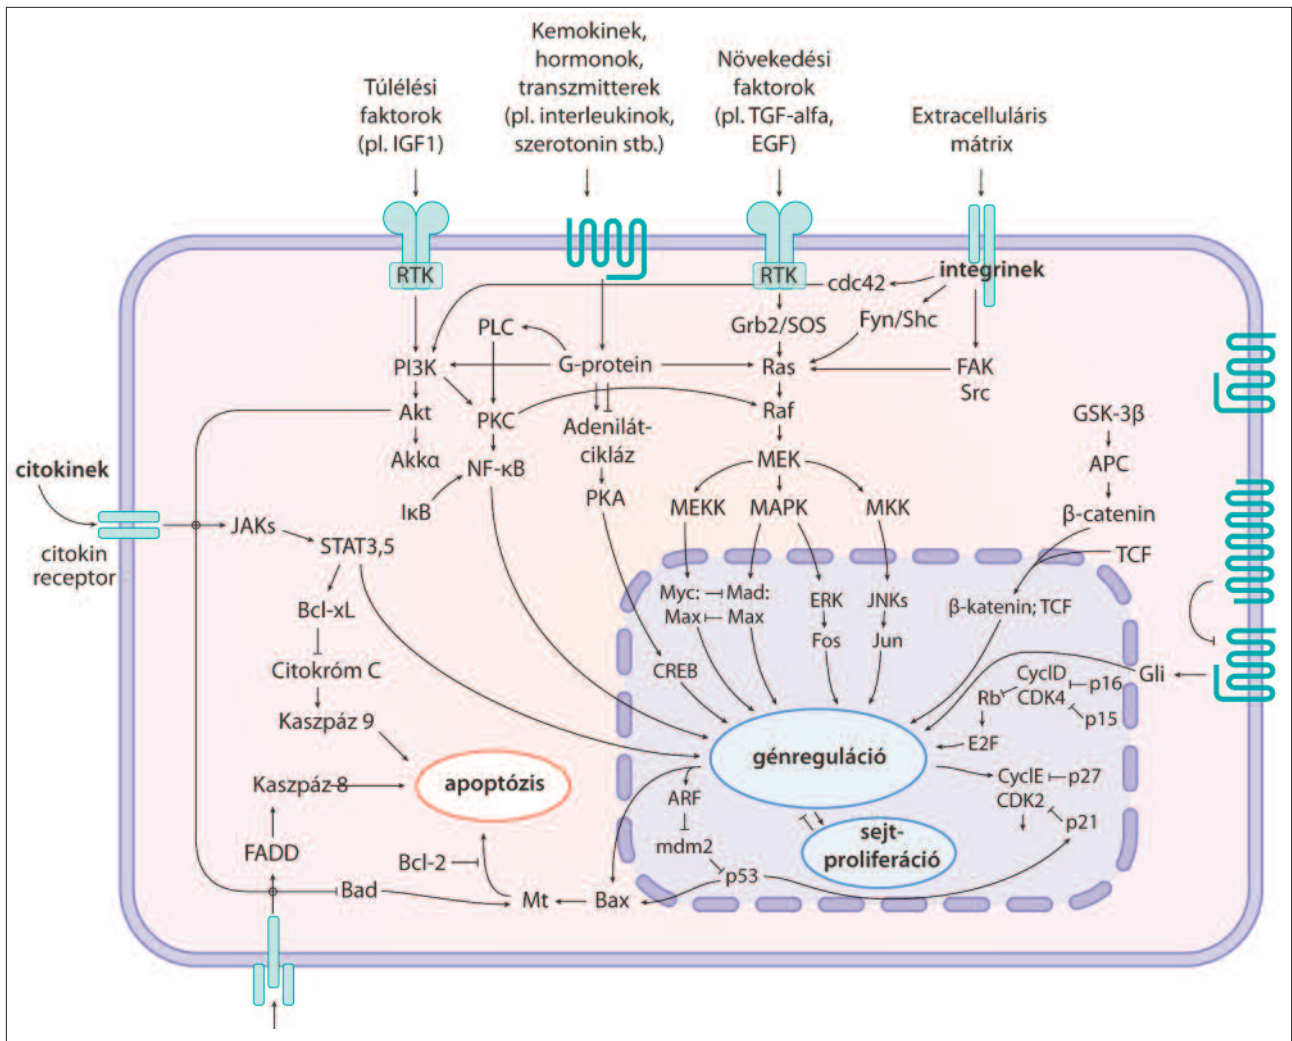 Túlélési
faktorok
(pl. IGF1)
Kemokinek,
hormonok,
transzmitterek
(pl. interleukinok,
szerotonin stb.)
Növekedési
faktorok
(pl. TGF-alfa,
EGF)
Extracelluláris
mátrix
RTK
RTK
cdc42
integrinek
PLC
Grb2/SOS
Fyn/Shc
PI3K
G-protein
Ras
FAK
Src
Akt
PKC
Adenilát-
cikláz
Raf
GSK-3β
Akkα
NF-κB
MEK
APC
citokinek
IκB
PKA
MEKK
MAPK
MKK
β-catenin
citokin
receptor
JAKs
STAT3,5
TCF
Bcl-xL
Myc:
Max
Mad:
Max
ERK
JNKs
β-katenin; TCF
Fos
Jun
Citokróm C
CREB
CyclD
CDK4
p16
Gli
Rb
p15
Kaszpáz 9
E2F
génreguláció
Kaszpáz 8
apoptózis
ARF
CyclE
CDK2
p27
p21
FADD
mdm2
sejt-
proliferáció
Bcl-2
p53
Bad
Mt
Bax